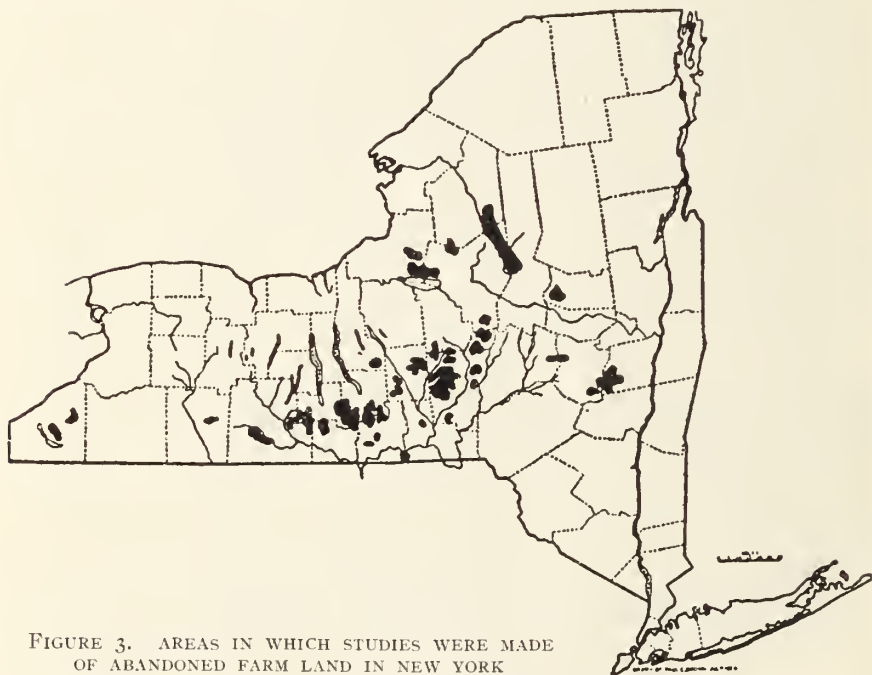 FIGURE 3. AREAS IN WHICH STUDIES WERE MADE
OF ABANDONED FARM LAND IN NEW YORK